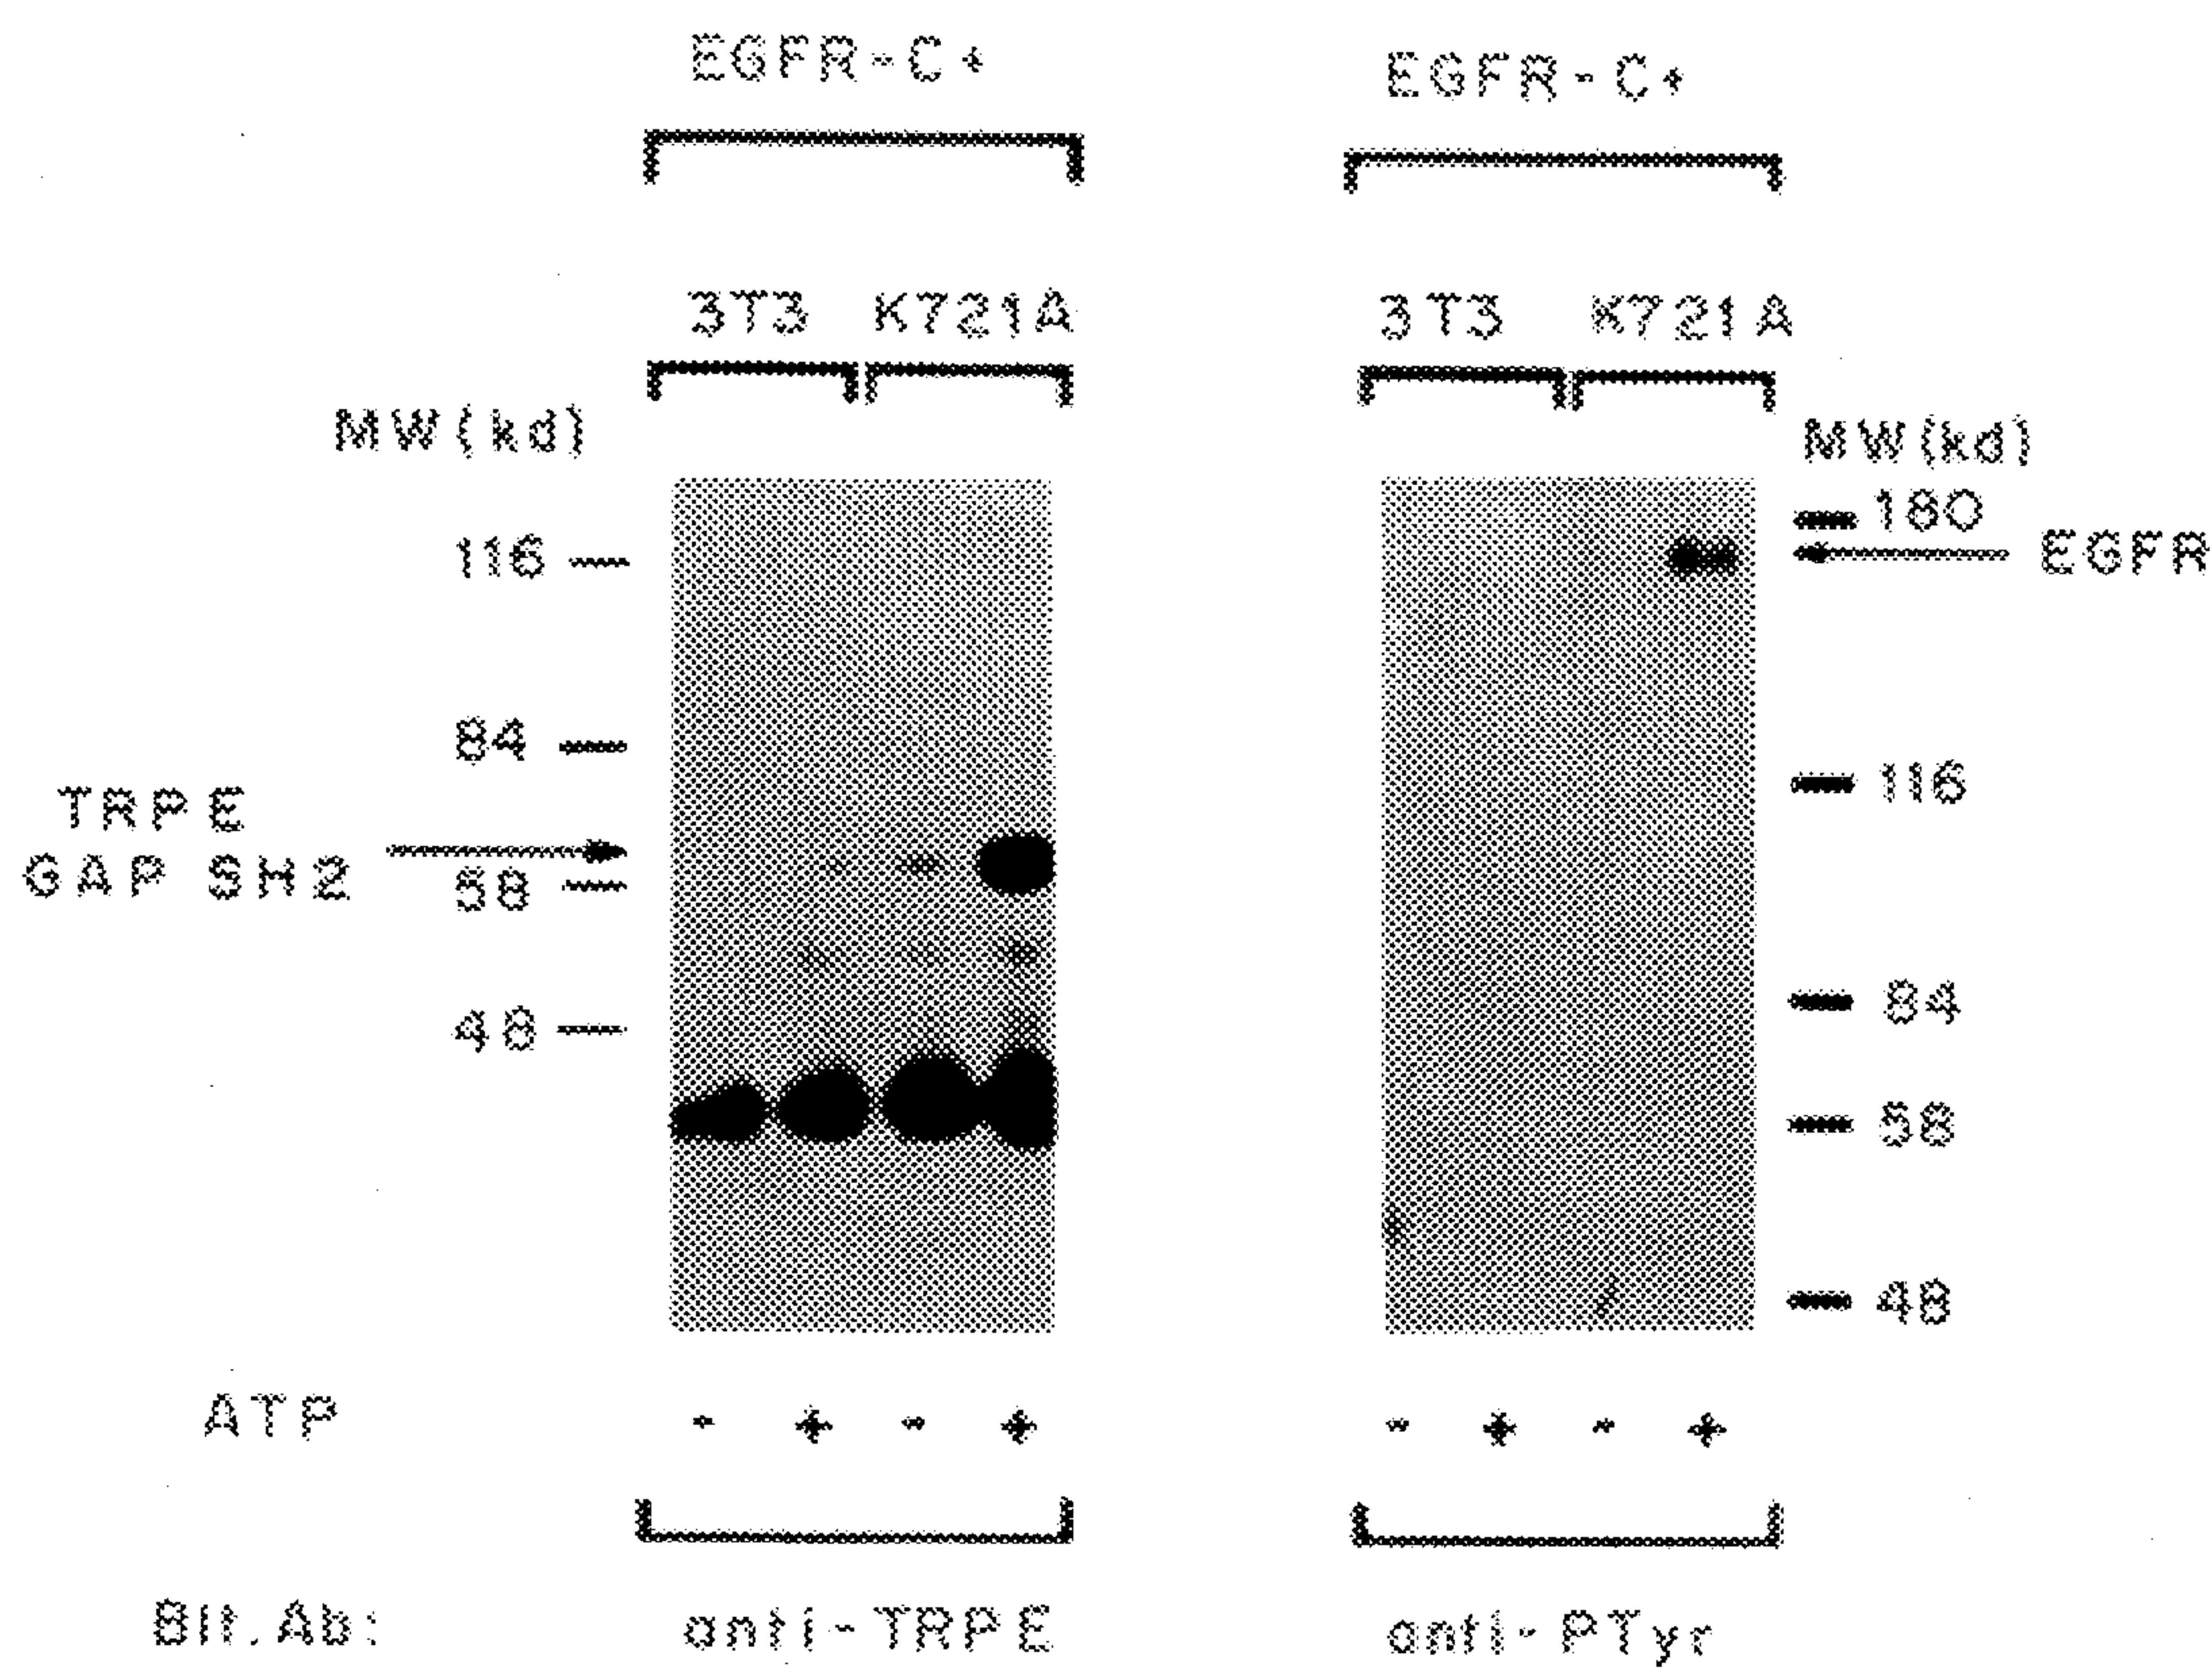 EGFR-C+ EGFR-C+
3T3 K721A 3T3 K721A
MW(kd) MW(kd)
180
116 EGFR
84 116
TRPE
GAP SH2
58
48 84
58
48
ATP - + - + - + - +
Blt.Ab: anti-TRPE anti-PTyr